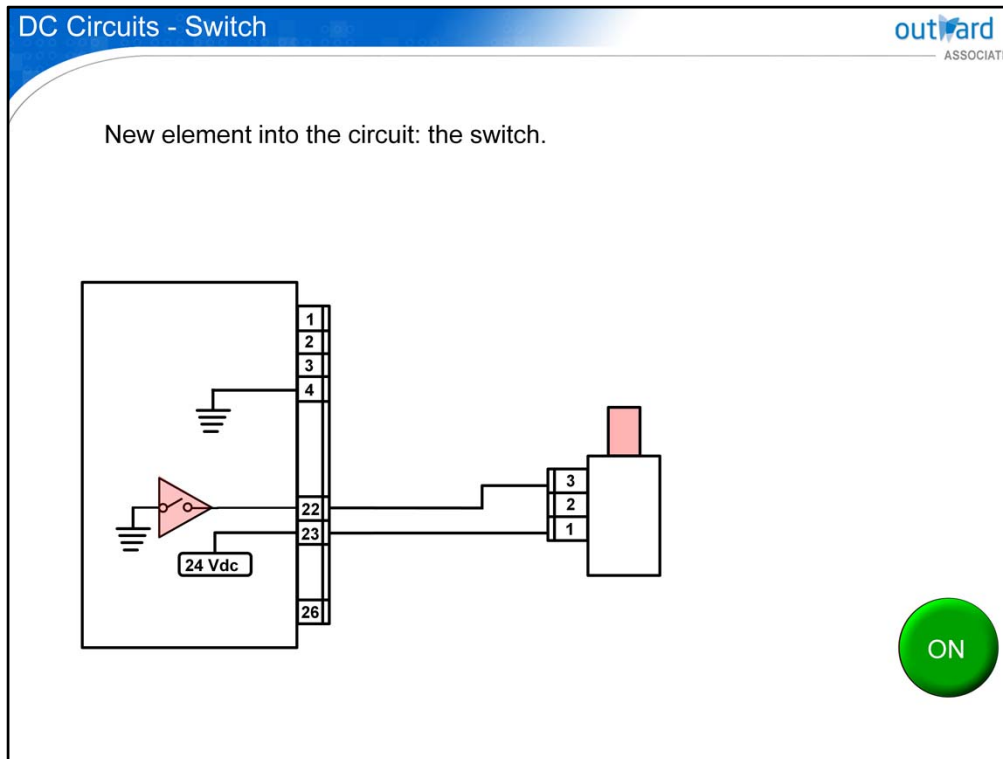 DC Circuits - Switch
ASSOCIATI
New element into the circuit: the switch.
1
2
3
4
22
23
24 Vdc
26
3
2
1
ON